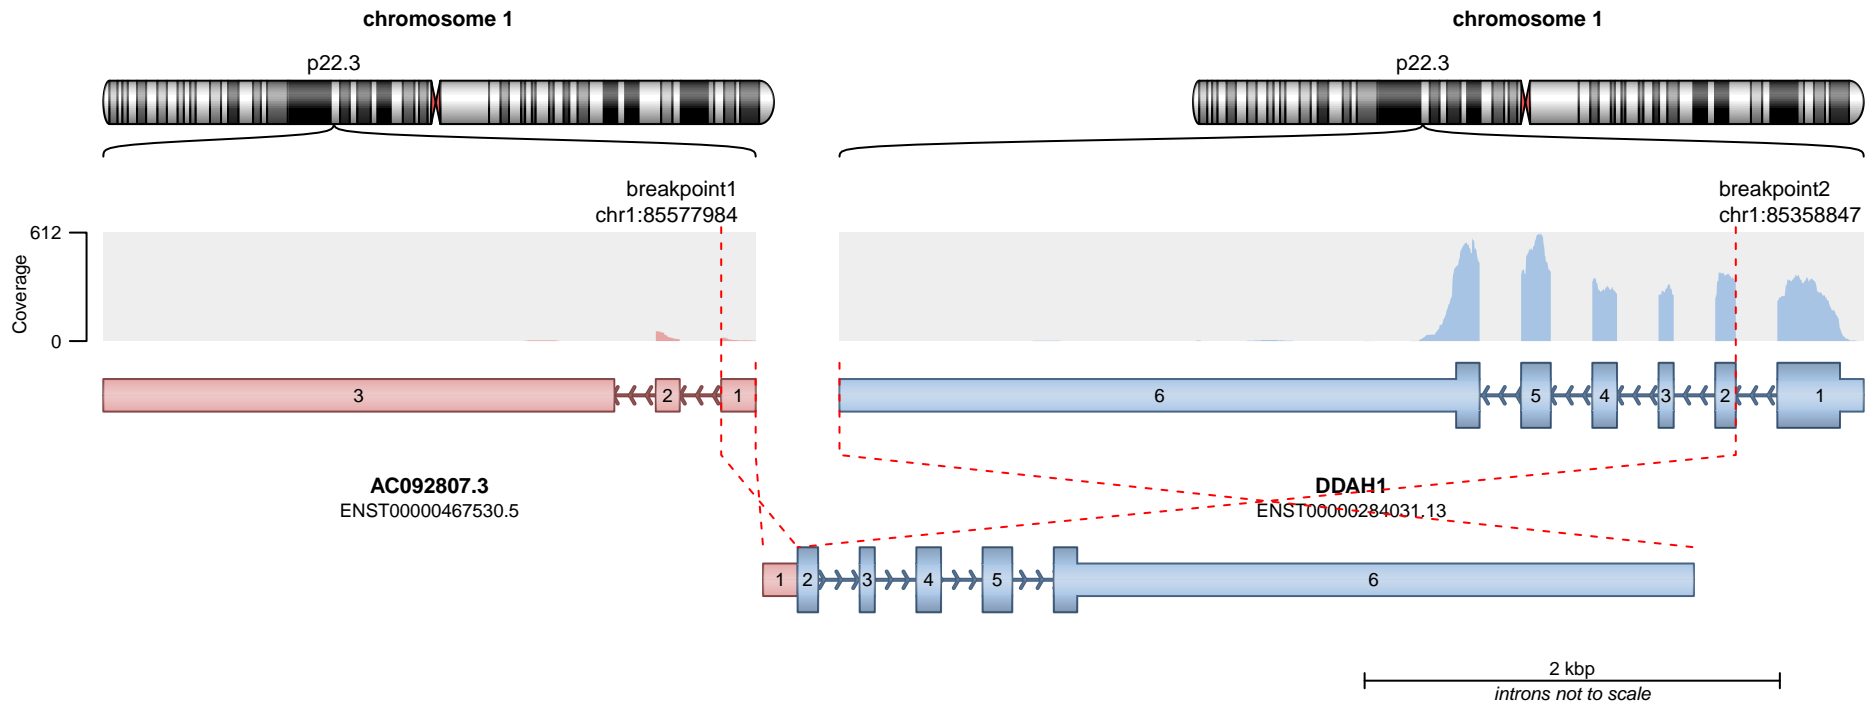 chromosome 1
chromosome 1
p22.3
p22.3
breakpoint1
chr1:85577984
breakpoint2
chr1:85358847
612
0
Coverage
3
2
1
6
5
4
3
2
1
AC092807.3
ENST00000467530.5
DDAH1
ENST00000284031.13
1
2
3
4
5
6
2 kbp
introns not to scale